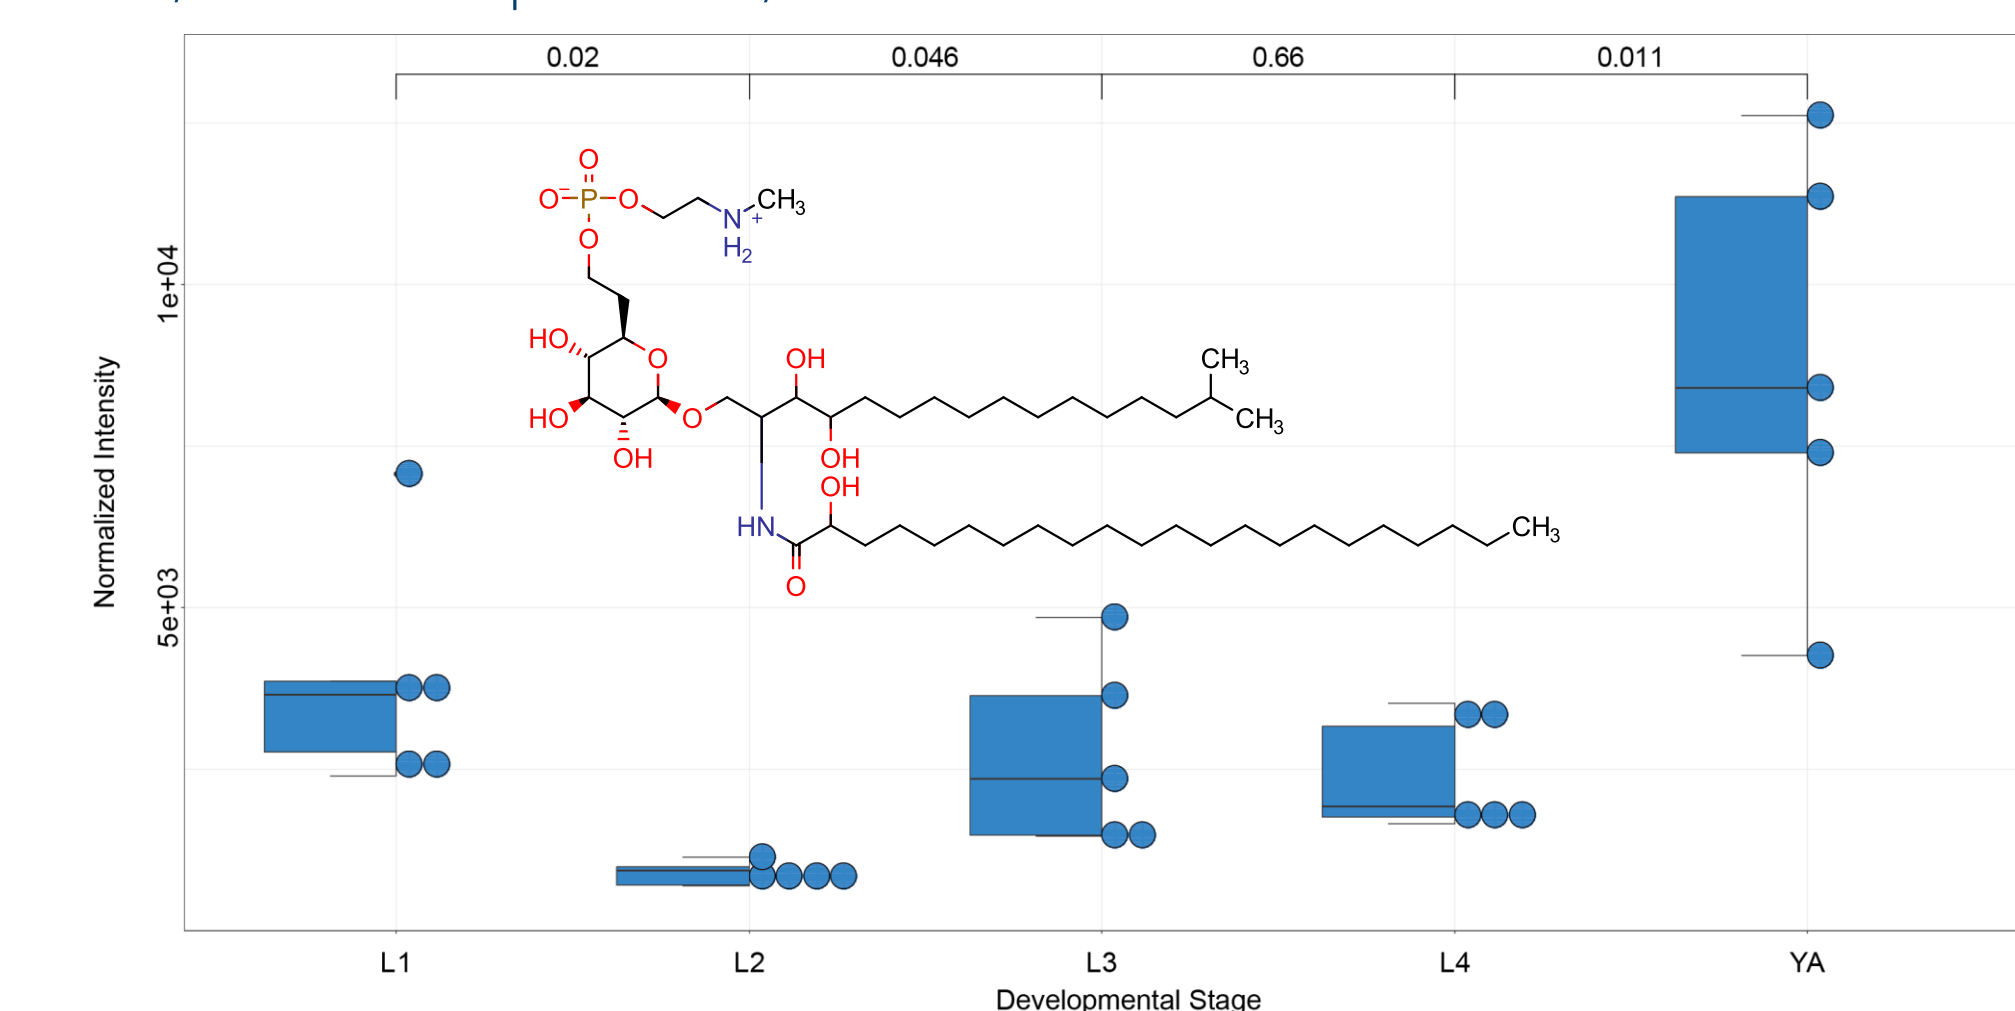 0.02 0.046 0.66 0.011
O
O⁻ P O N⁺ CH₃
H₂
O
HO O OH CH₃
HO O CH₃
OH OH
OH
HN CH₃
O
Normalized Intensity
1e+04
5e+03
L1 L2 L3 L4 YA
Developmental Stage